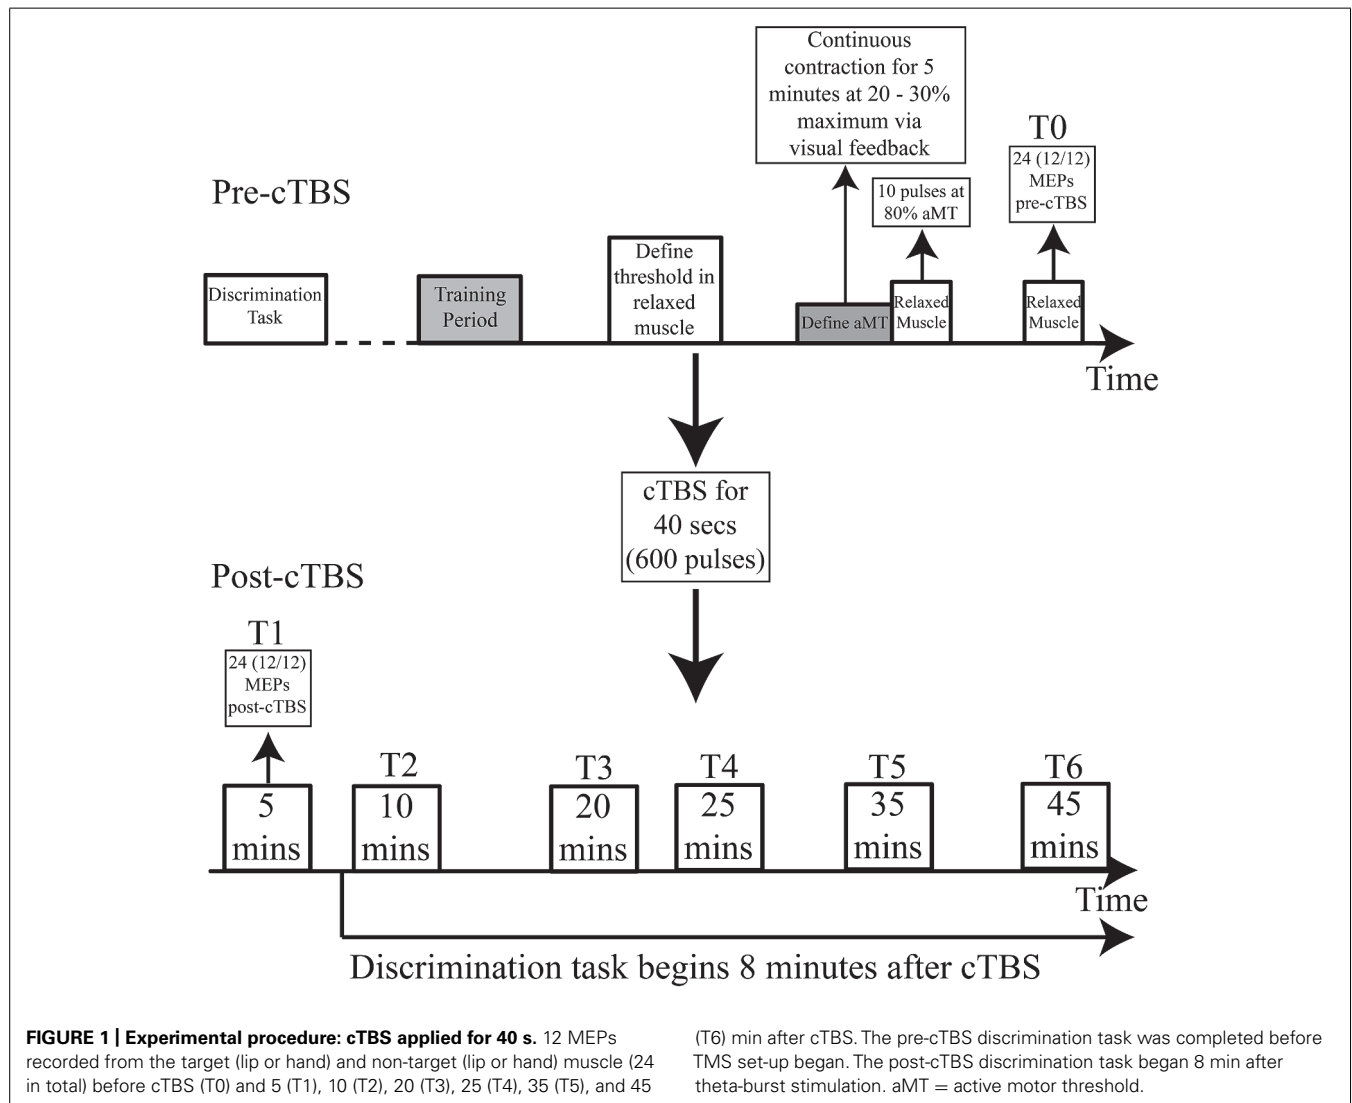 Continuous
contraction for 5
minutes at 20 - 30%
maximum via
visual feedback
T0
24 (12/12)
MEPs
pre-cTBS
10 pulses at
80% aMT
Pre-cTBS
Discrimination
Task
Training
Period
Define
threshold in
relaxed
muscle
Define aMT
Relaxed
Muscle
Relaxed
Muscle
Time
cTBS for
40 secs
(600 pulses)
Post-cTBS
T1
24 (12/12)
MEPs
post-cTBS
5
mins
T2
10
mins
T3
20
mins
T4
25
mins
T5
35
mins
T6
45
mins
Time
Discrimination task begins 8 minutes after cTBS
FIGURE 1 | Experimental procedure: cTBS applied for 40 s. 12 MEPs
recorded from the target (lip or hand) and non-target (lip or hand) muscle (24
in total) before cTBS (T0) and 5 (T1), 10 (T2), 20 (T3), 25 (T4), 35 (T5), and 45
(T6) min after cTBS. The pre-cTBS discrimination task was completed before
TMS set-up began. The post-cTBS discrimination task began 8 min after
theta-burst stimulation. aMT = active motor threshold.